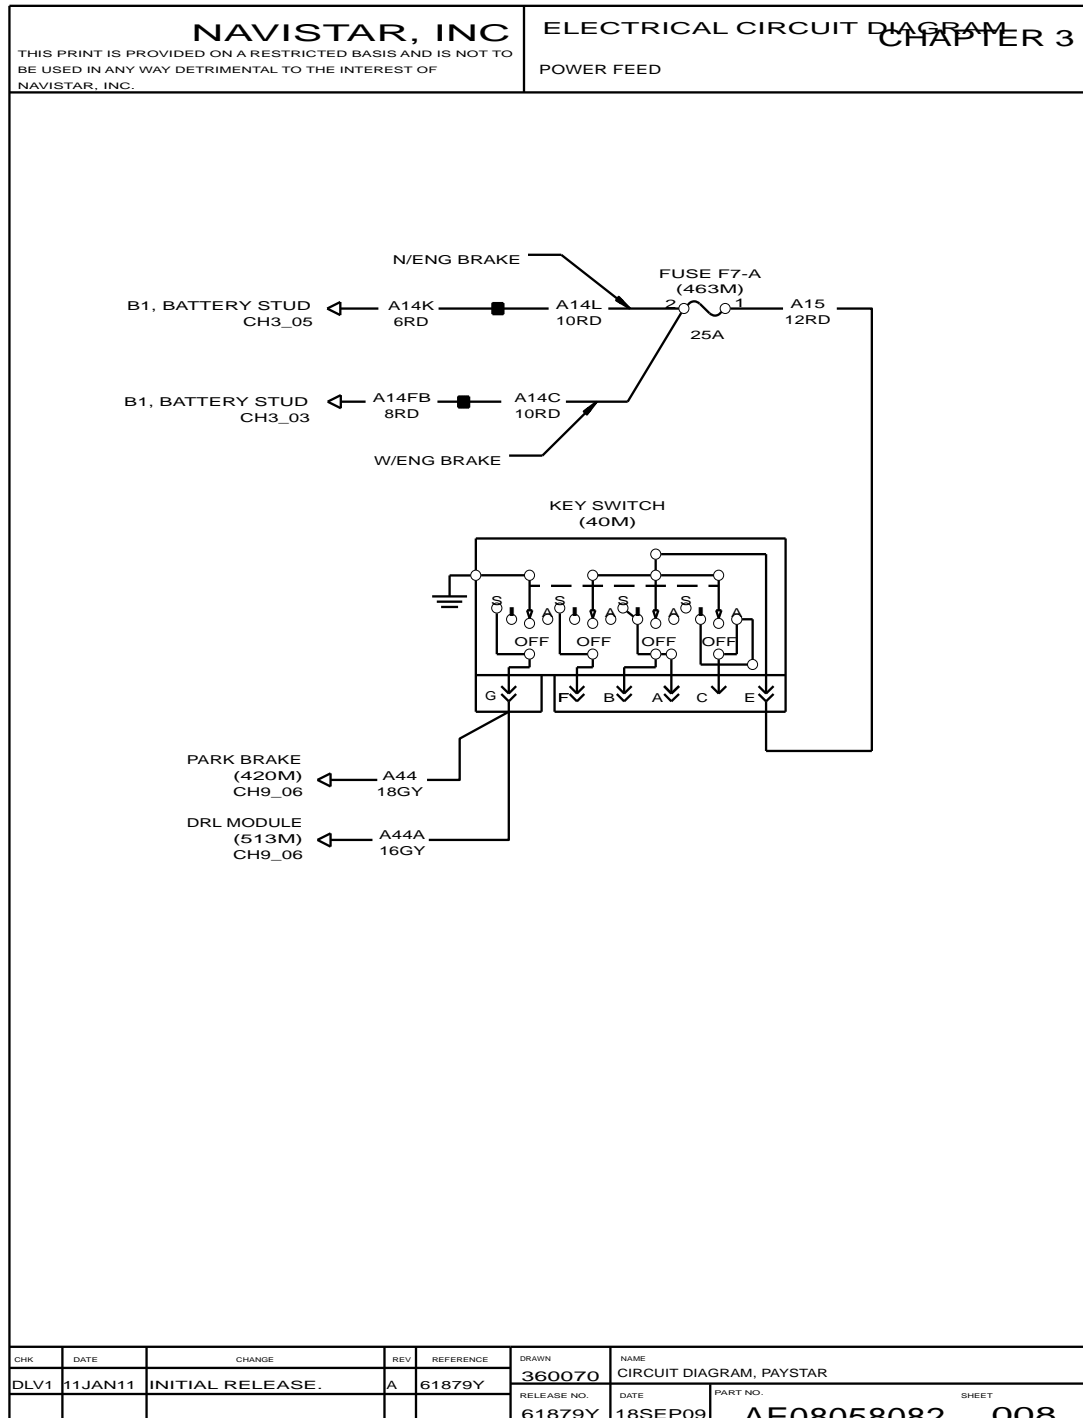 NAVISTAR, INC
THIS PRINT IS PROVIDED ON A RESTRICTED BASIS AND IS NOT TO
BE USED IN ANY WAY DETRIMENTAL TO THE INTEREST OF
NAVISTAR, INC.
ELECTRICAL CIRCUIT DIAGRAM
CHAPTER 3
POWER FEED
N/ENG BRAKE
FUSE F7-A
(463M)
B1, BATTERY STUD
CH3_05
A14K
6RD
A14L
10RD
2
1
25A
A15
12RD
B1, BATTERY STUD
CH3_03
A14FB
8RD
A14C
10RD
W/ENG BRAKE
KEY SWITCH
(40M)
S I A S I A S A S I A
OFF OFF OFF OFF
G F B A C E
PARK BRAKE
(420M)
CH9_06
A44
18GY
DRL MODULE
(513M)
CH9_06
A44A
16GY
CHK DATE CHANGE REV REFERENCE
DLV1 11JAN11 INITIAL RELEASE. A 61879Y
DRAWN
360070
NAME
CIRCUIT DIAGRAM, PAYSTAR
RELEASE NO.
61879Y
DATE
18SEP09
PART NO.
AE08058082
SHEET
008